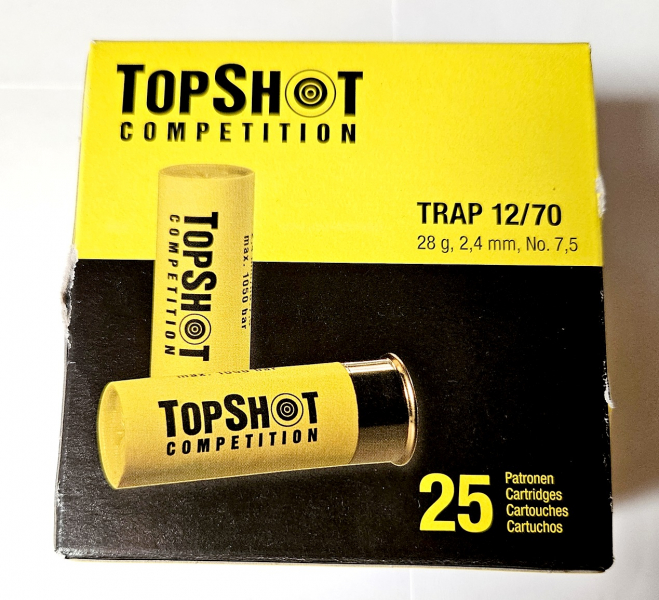 TOPSHOT
COMPETITION
TRAP 12/70
28 g, 2,4 mm, No. 7,5
TOPSHOT
COMPETITION
max. 1050 bar
TOPSHOT
COMPETITION
25
Patronen
Cartridges
Cartouches
Cartuchos